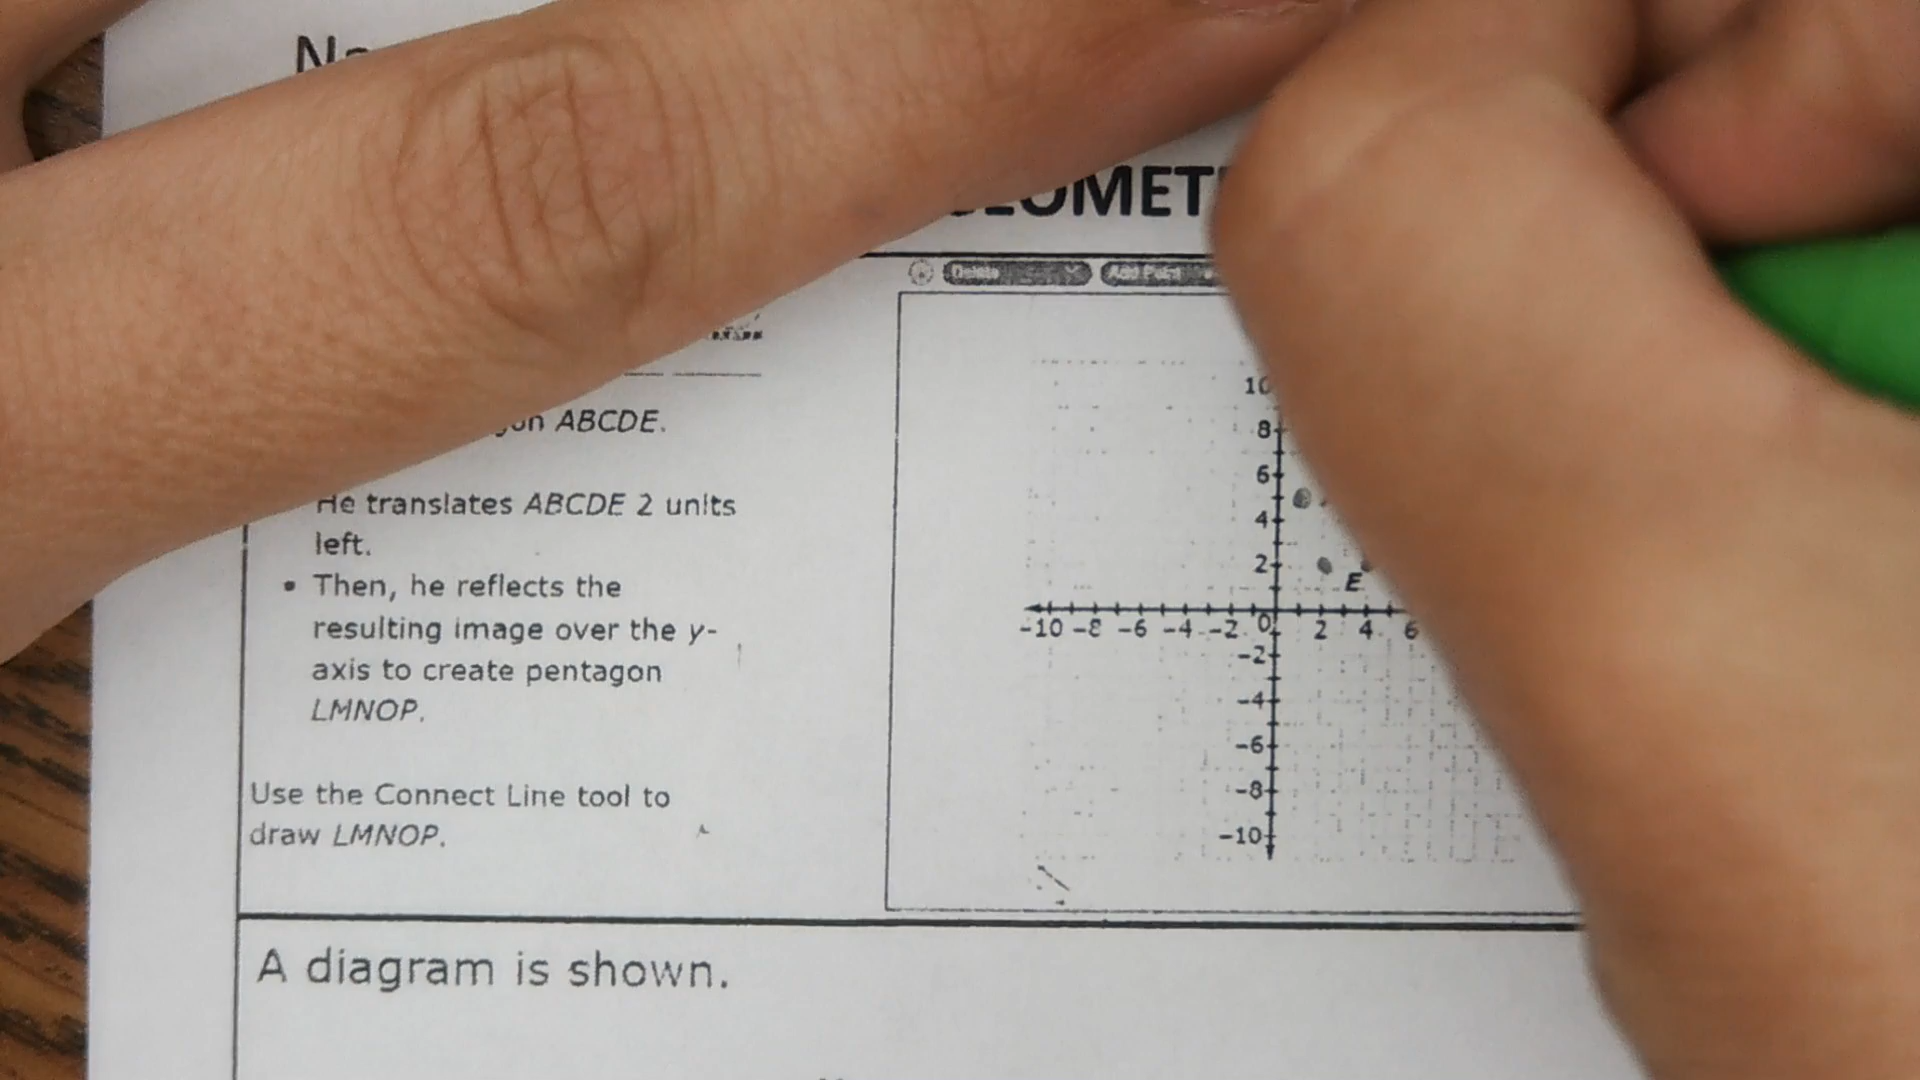 Delete
Add Point
ABCDE.
He translates ABCDE 2 units
left.
• Then, he reflects the
resulting image over the y-
axis to create pentagon
LMNOP.
Use the Connect Line tool to
draw LMNOP.
10
8
6
4
2
E
-10 -8 -6 -4 -2 0 2 4 6
-2
-4
-6
-8
-10
A diagram is shown.